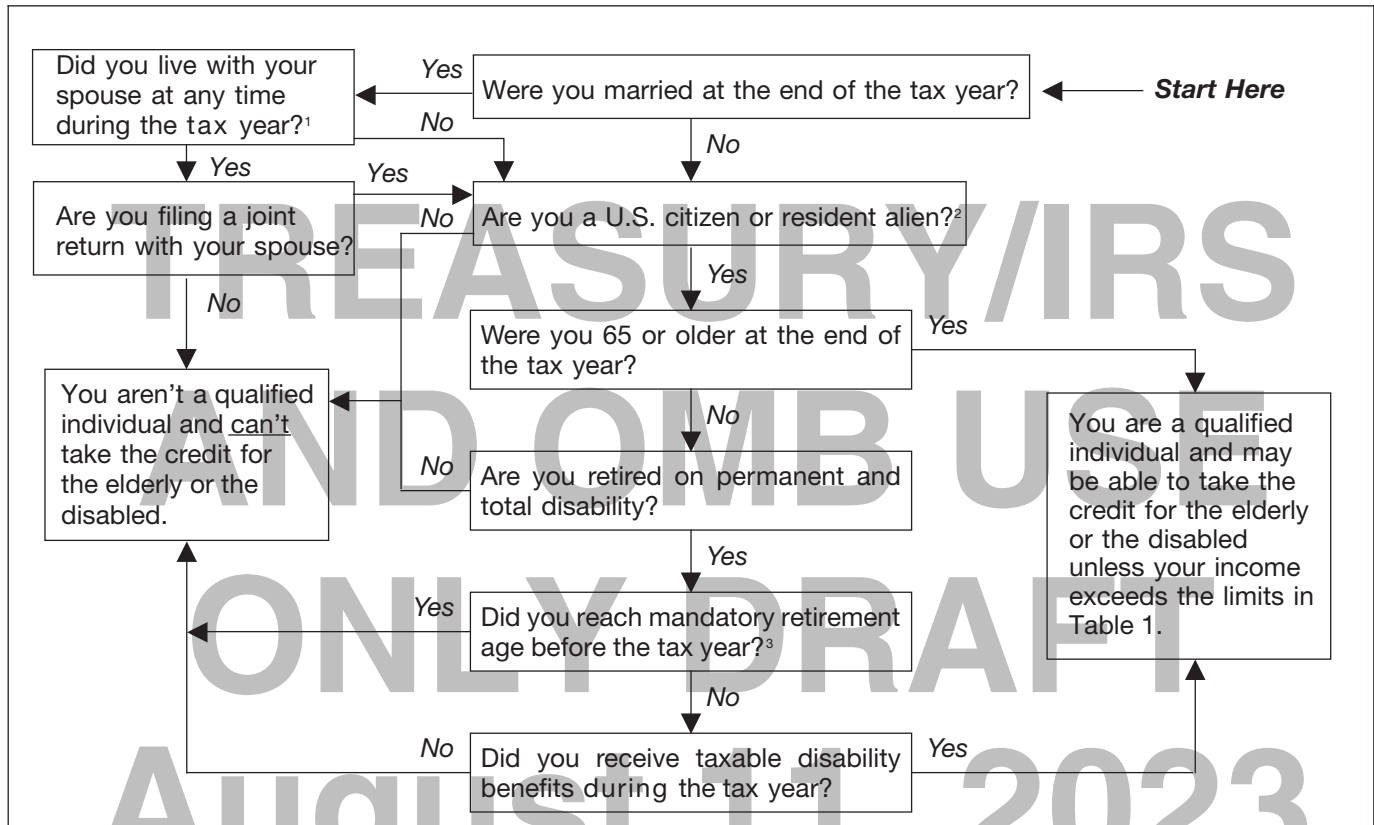 Did you live with your
spouse at any time
during the tax year?¹
Yes
Were you married at the end of the tax year?
Start Here
No
No
Yes
Are you filing a joint
return with your spouse?
Yes
No
Are you a U.S. citizen or resident alien?²
No
Yes
Were you 65 or older at the end of
the tax year?
Yes
You aren't a qualified
individual and can't
take the credit for
the elderly or the
disabled.
No
No
Are you retired on permanent and
total disability?
You are a qualified
individual and may
be able to take the
credit for the elderly
or the disabled
unless your income
exceeds the limits in
Table 1.
Yes
Yes
Did you reach mandatory retirement
age before the tax year?³
No
No
Did you receive taxable disability
benefits during the tax year?
Yes
TREASURY/IRS
AND OMB USE
ONLY DRAFT
August 11, 2023